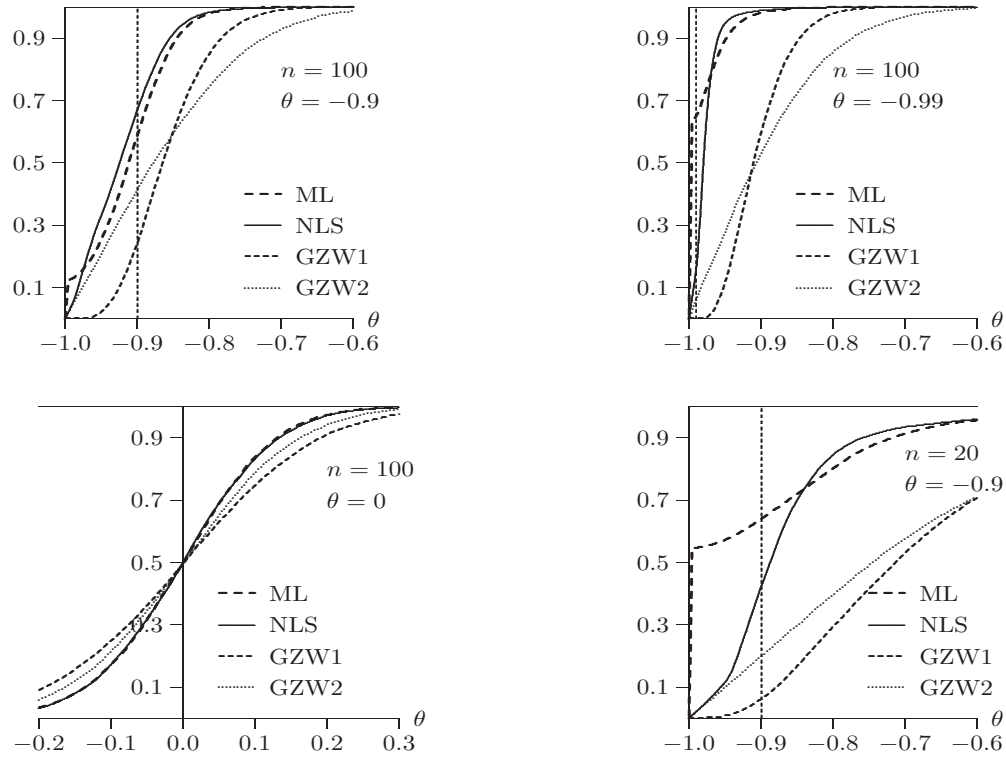 0.9
0.7
0.5
0.3
0.1
n = 100
θ = −0.9
ML
NLS
GZW1
GZW2
θ
−1.0 −0.9 −0.8 −0.7 −0.6
0.9
0.7
0.5
0.3
0.1
n = 100
θ = −0.99
ML
NLS
GZW1
GZW2
θ
−1.0 −0.9 −0.8 −0.7 −0.6
0.9
0.7
0.5
0.3
0.1
n = 100
θ = 0
ML
NLS
GZW1
GZW2
θ
−0.2 −0.1 0.0 0.1 0.2 0.3
0.9
0.7
0.5
0.3
0.1
n = 20
θ = −0.9
ML
NLS
GZW1
GZW2
θ
−1.0 −0.9 −0.8 −0.7 −0.6